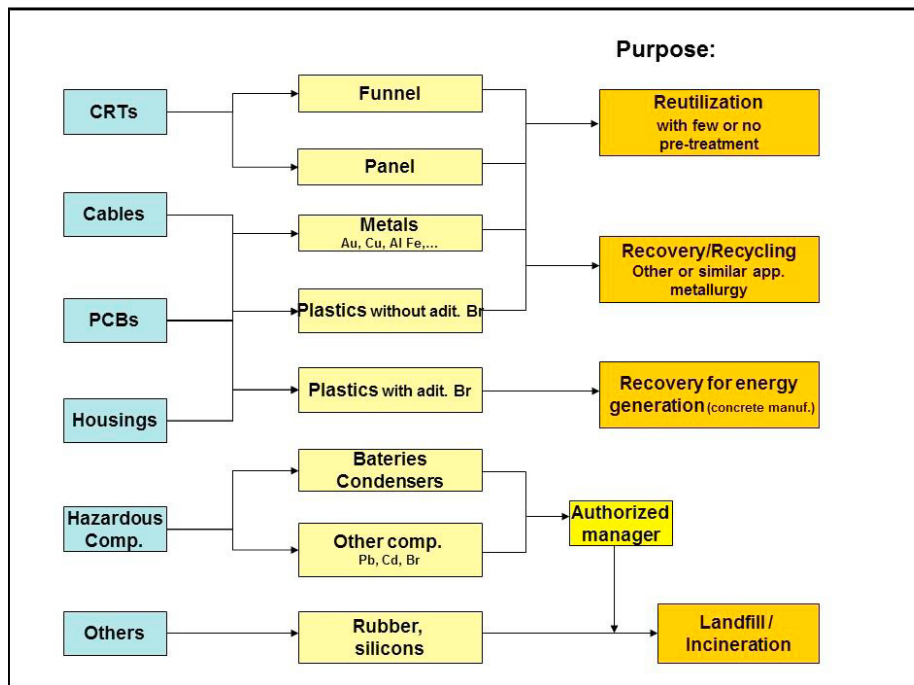 Purpose:
CRTs
Funnel
Reutilization
with few or no
pre-treatment
Panel
Cables
Metals
Au, Cu, Al Fe,...
Recovery/Recycling
Other or similar app.
metallurgy
PCBs
Plastics without adit. Br
Plastics with adit. Br
Recovery for energy
generation (concrete manuf.)
Housings
Bateries
Condensers
Hazardous
Comp.
Authorized
manager
Other comp.
Pb, Cd, Br
Others
Rubber,
silicons
Landfill /
Incineration